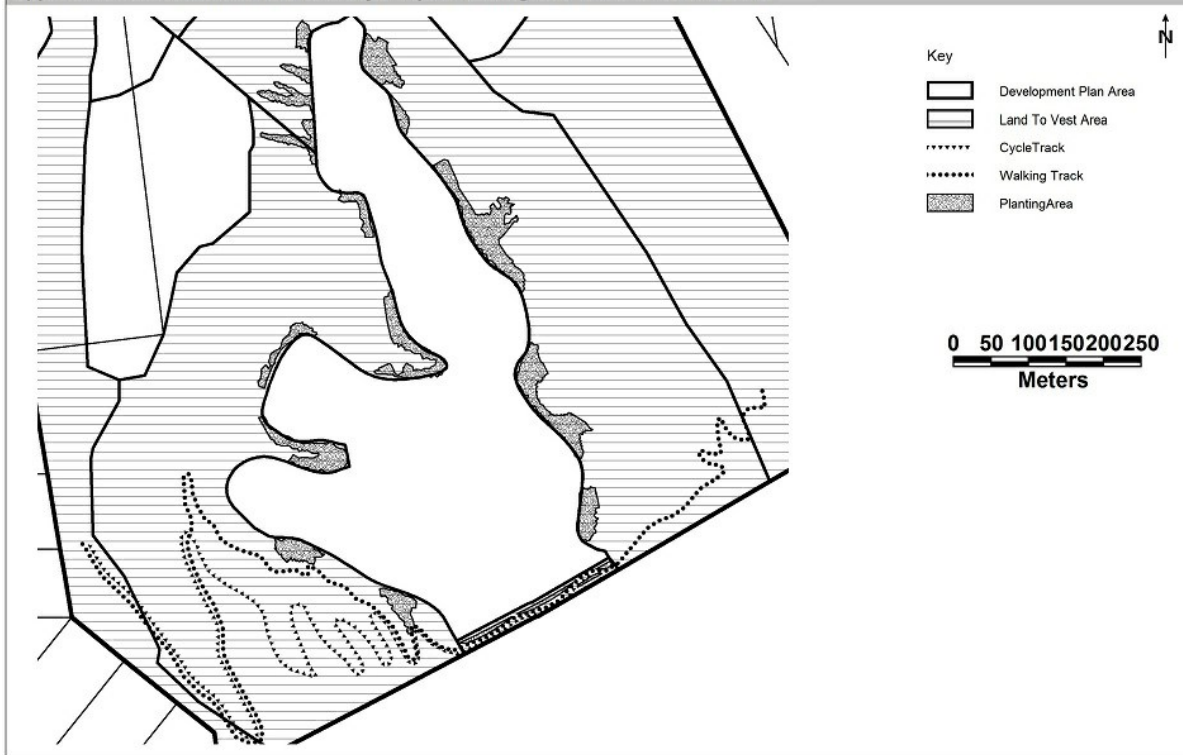 N
Key
Development Plan Area
Land To Vest Area
CycleTrack
Walking Track
PlantingArea
0 50 100150200250
Meters